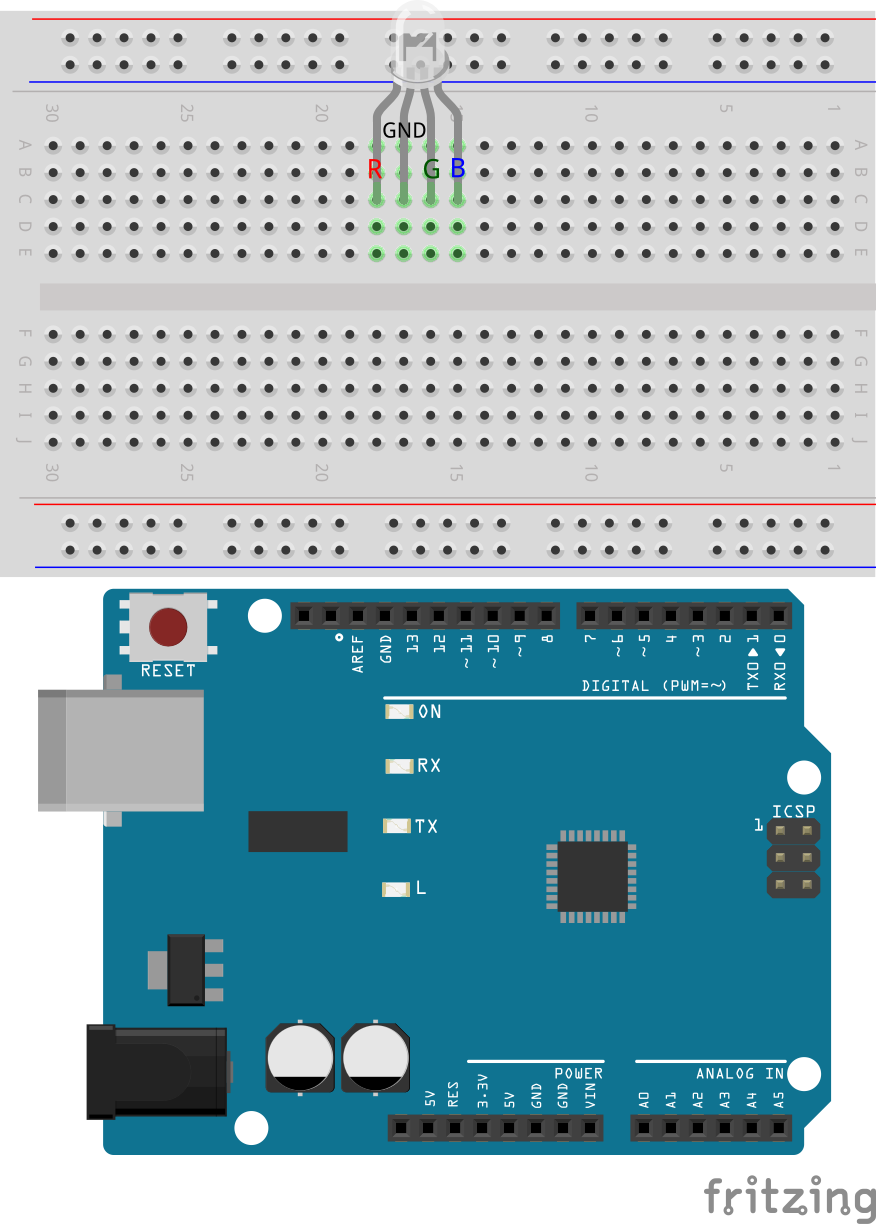 30 25 20 15 10 5 1
GND
A A
R G B
B B
C C
D D
E E
F F
G G
H H
I I
J J
30 25 20 15 10 5 1
RESET
AREF GND 13 12 ~11 ~10 ~9 8 7 ~6 ~5 4 ~3 2 TX0▶1 RX0◀0
DIGITAL (PWM=~)
ON
RX
TX
L
ICSP
1
POWER ANALOG IN
5V RES 3.3V 5V GND GND VIN A0 A1 A2 A3 A4 A5
fritzing